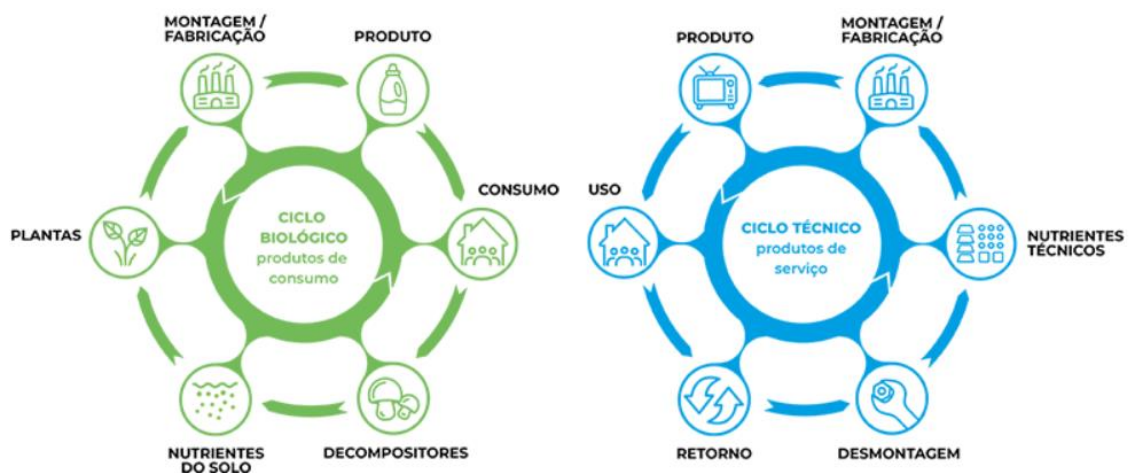 MONTAGEM /
FABRICAÇÃO
PRODUTO
CONSUMO
PLANTAS
CICLO
BIOLÓGICO
produtos de
consumo
NUTRIENTES
DO SOLO
DECOMPOSITORES
PRODUTO
MONTAGEM /
FABRICAÇÃO
USO
CICLO TÉCNICO
produtos de
serviço
NUTRIENTES
TÉCNICOS
RETORNO
DESMONTAGEM